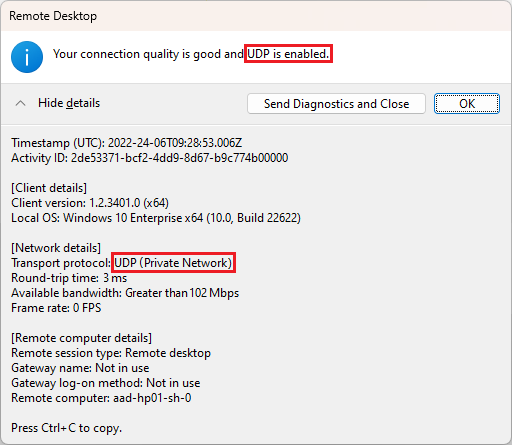 Remote Desktop
Your connection quality is good and UDP is enabled.
Hide details
Send Diagnostics and Close
OK
Timestamp (UTC): 2022-24-06T09:28:53.006Z
Activity ID: 2de53371-bcf2-4dd9-8d67-b9c774b00000
[Client details]
Client version: 1.2.3401.0 (x64)
Local OS: Windows 10 Enterprise x64 (10.0, Build 22622)
[Network details]
Transport protocol: UDP (Private Network)
Round-trip time: 3 ms
Available bandwidth: Greater than 102 Mbps
Frame rate: 0 FPS
[Remote computer details]
Remote session type: Remote desktop
Gateway name: Not in use
Gateway log-on method: Not in use
Remote computer: aad-hp01-sh-0
Press Ctrl+C to copy.